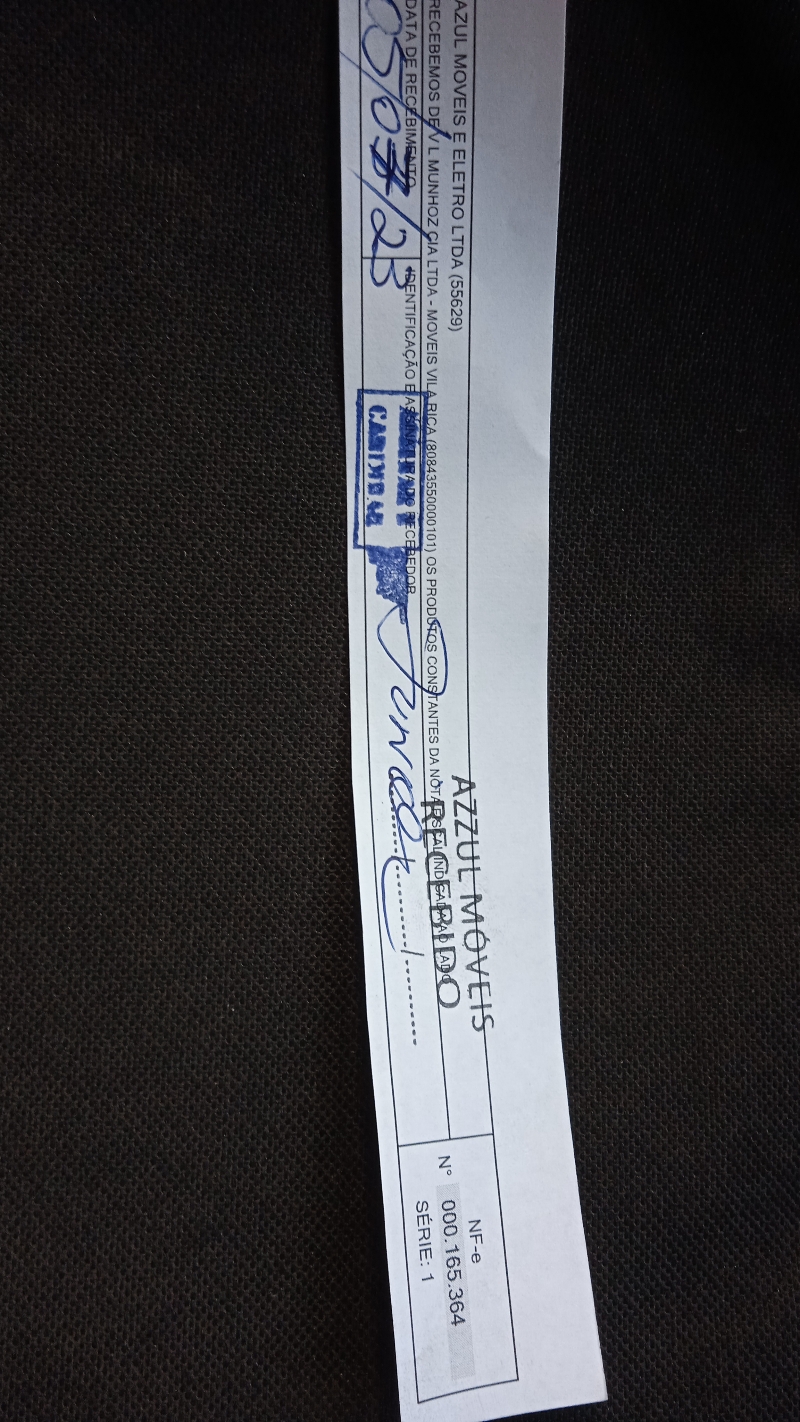 AZUL MOVEIS E ELETRO LTDA (55629)
RECEBEMOS DE V L MUNHOZ CIA LTDA - MOVEIS VILA RICA (80843550000101) OS PRODUTOS CONSTANTES DA NOTA FISCAL INDICADA AO LADO
DATA DE RECEBIMENTO
IDENTIFICAÇÃO E ASSINATURA DO RECEBEDOR
05/07/23
CARIMBAR
AZZUL MÓVEIS
RECEBIDO
NF-e
Nº 000.165.364
SÉRIE: 1